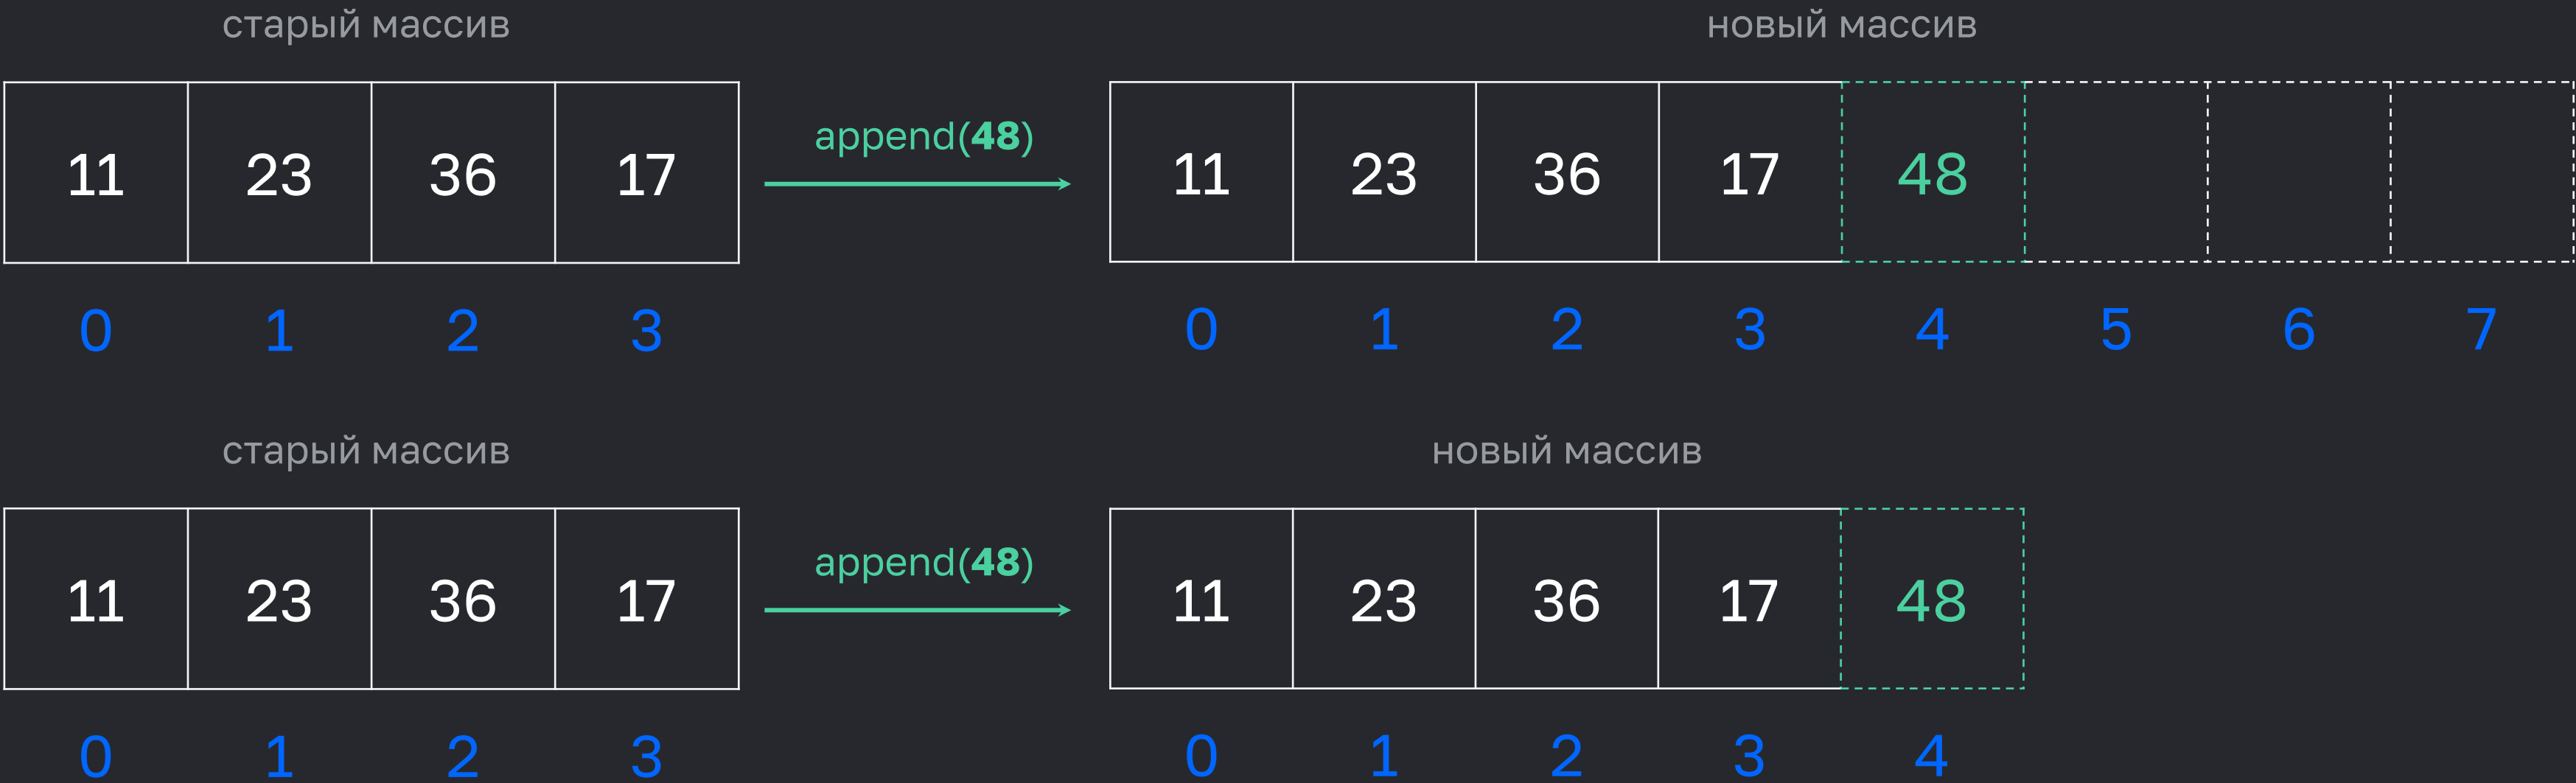 старый массив новый массив
append(48)
11 23 36 17 11 23 36 17 48
0 1 2 3 0 1 2 3 4 5 6 7
старый массив новый массив
append(48)
11 23 36 17 11 23 36 17 48
0 1 2 3 0 1 2 3 4